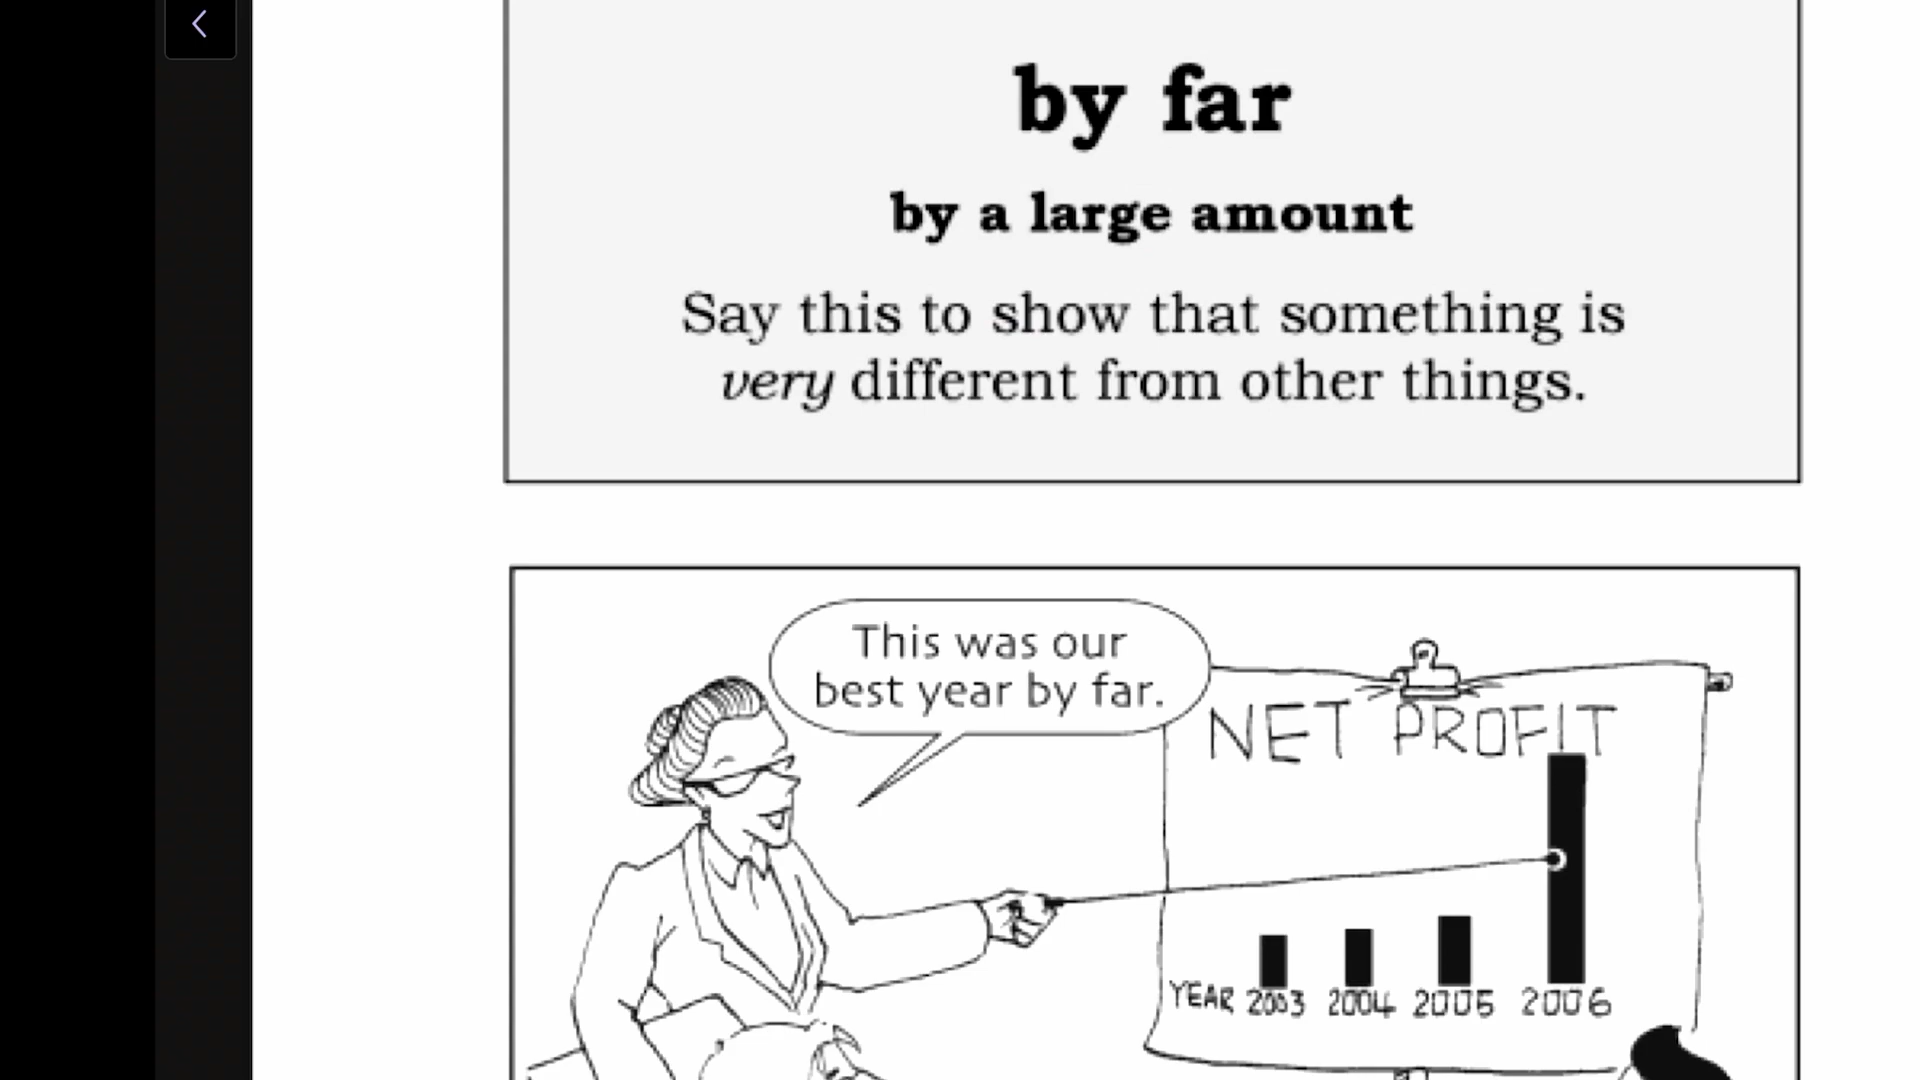 by far
by a large amount
Say this to show that something is
very different from other things.
This was our
best year by far.
NET PROFIT
YEAR 2003 2004 2005 2006